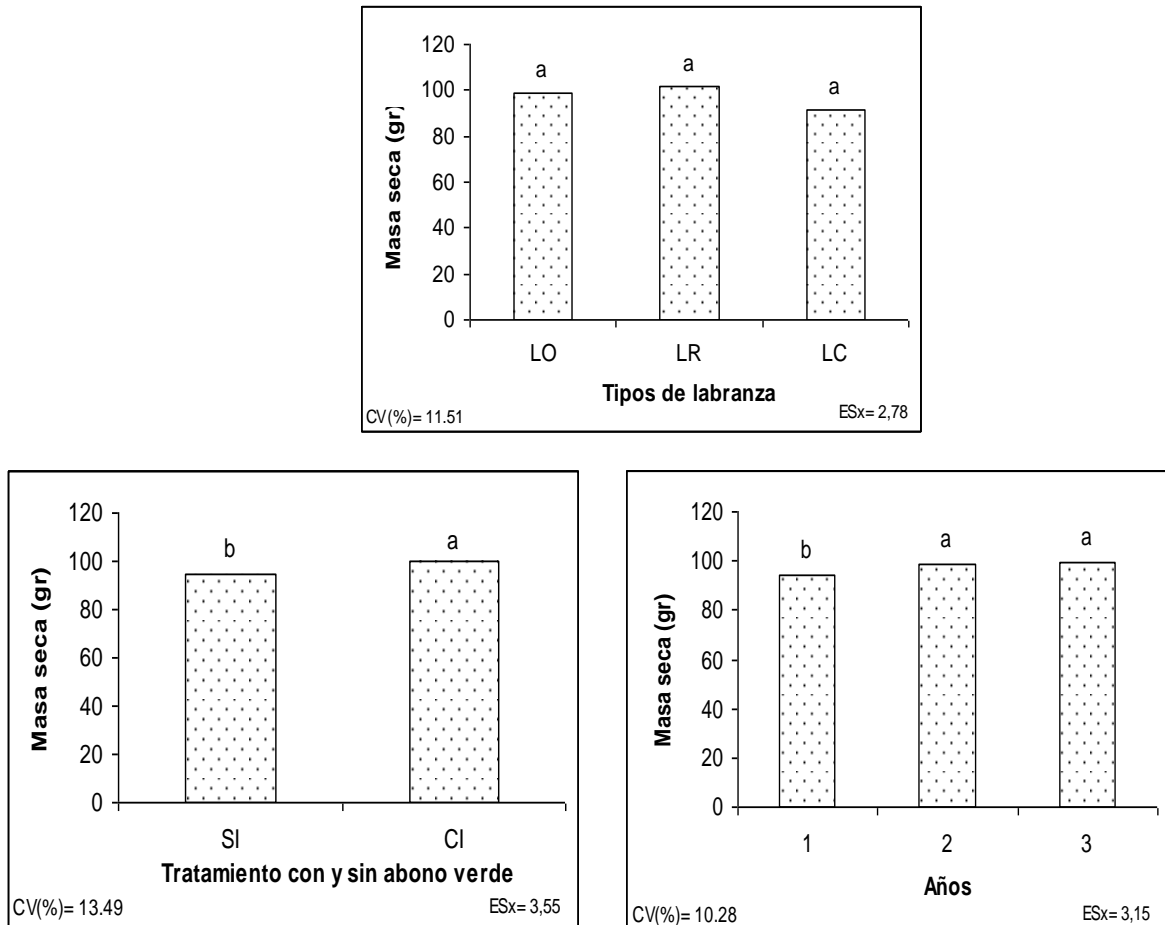 120
100
80
60
40
20
0
Masa seca (gr)
a
a
a
LO LR LC
Tipos de labranza
CV(%)= 11.51
ESx= 2,78
120
100
80
60
40
20
0
Masa seca (gr)
b
a
SI CI
Tratamiento con y sin abono verde
CV(%)= 13.49
ESx= 3,55
120
100
80
60
40
20
0
Masa seca (gr)
b
a
a
1 2 3
Años
CV(%)= 10.28
ESx= 3,15